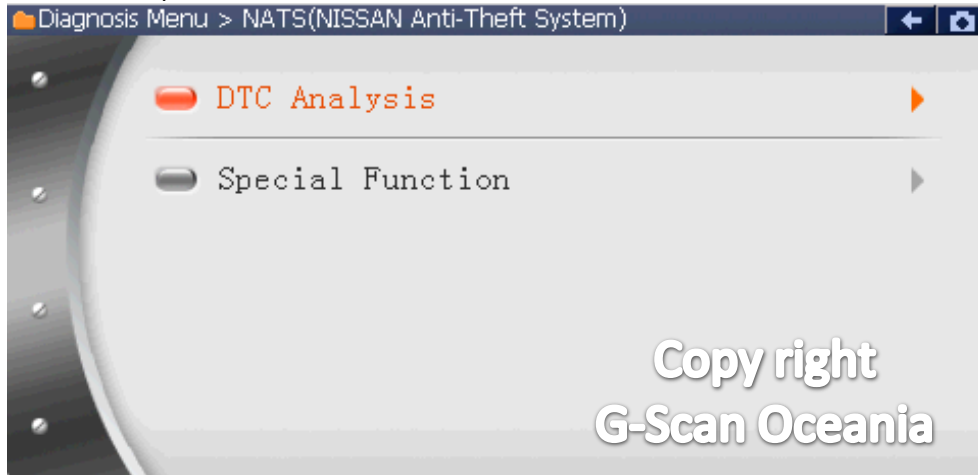 Diagnosis Menu > NATS(NISSAN Anti-Theft System)
DTC Analysis
Special Function
Copy right
G-Scan Oceania